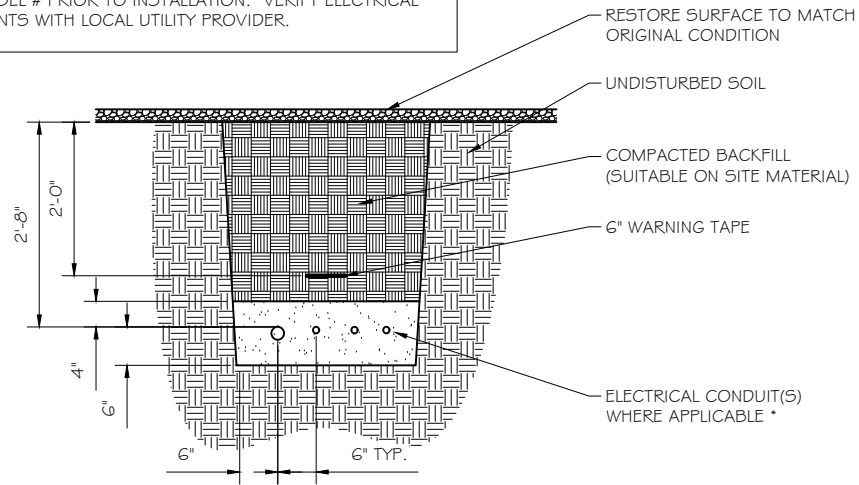 # PRIOR TO INSTALLATION. VERIFY ELECTRICAL
NTS WITH LOCAL UTILITY PROVIDER.
RESTORE SURFACE TO MATCH
ORIGINAL CONDITION
UNDISTURBED SOIL
COMPACTED BACKFILL
(SUITABLE ON SITE MATERIAL)
6" WARNING TAPE
ELECTRICAL CONDUIT(S)
WHERE APPLICABLE *
2'-8"
2'-0"
4"
6"
6"
6" TYP.